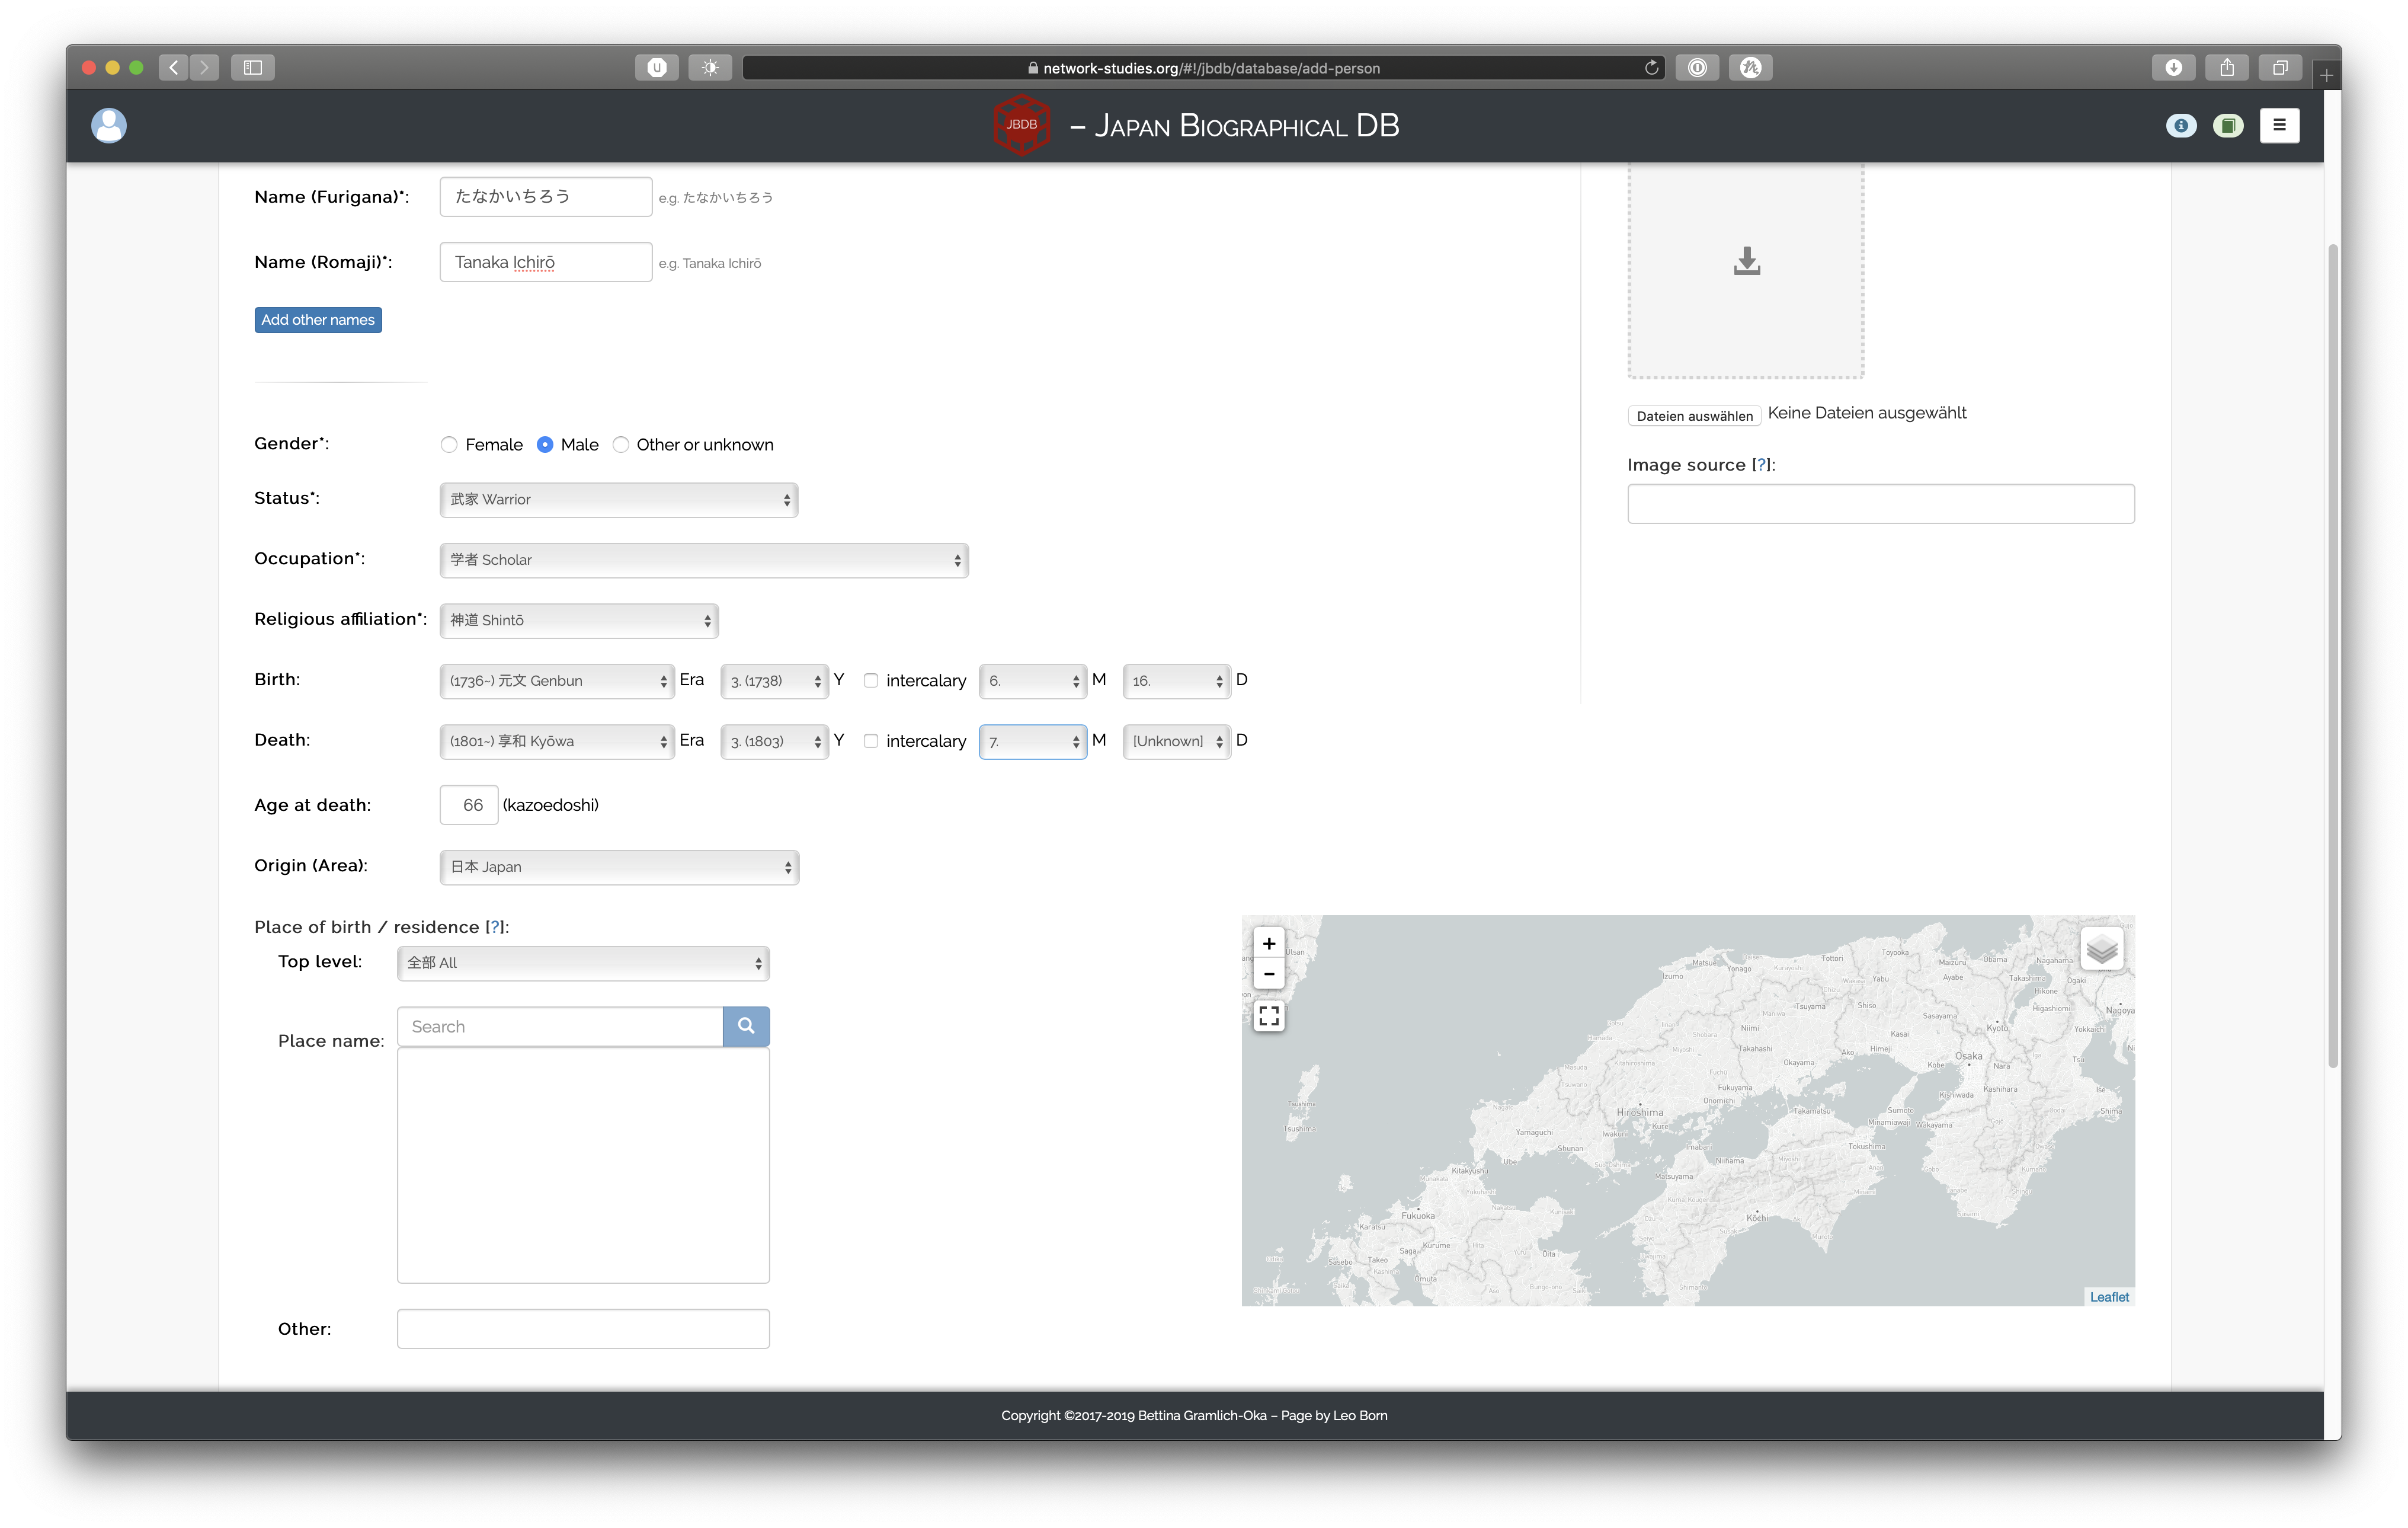 network-studies.org/#!/jbdb/database/add-person
JBDB – Japan Biographical DB
Name (Furigana)*: たなかいちろう e.g. たなかいちろう
Name (Romaji)*: Tanaka Ichirō e.g. Tanaka Ichirō
Add other names
Dateien auswählen Keine Dateien ausgewählt
Image source [?]:
Gender*: Female Male Other or unknown
Status*: 武家 Warrior
Occupation*: 学者 Scholar
Religious affiliation*: 神道 Shintō
Birth: (1736~) 元文 Genbun Era 3. (1738) Y intercalary 6. M 16. D
Death: (1801~) 享和 Kyōwa Era 3. (1803) Y intercalary 7. M [Unknown] D
Age at death: 66 (kazoedoshi)
Origin (Area): 日本 Japan
Place of birth / residence [?]:
Top level: 全部 All
Place name: Search
Other:
+
−
Ulsan
Izumo
Yonago
Tottori
Toyooka
Maizuru
Obama
Nagahama
Kurayoshi
Yabu
Ayabe
Takashima
Ogaki
Hikone
Tsuyama
Shiso
Sasayama
Higashiomi
Nagoya
Niimi
Kasai
Kyoto
Takahashi
Okayama
Ako
Himeji
Kobe
Osaka
Nara
Tsu
Fukuyama
Kashihara
Ise
Onomichi
Kishiwada
Hiroshima
Takamatsu
Sumoto
Shima
Tsushima
Kure
Minamiawaji
Wakayama
Yamaguchi
Iwakuni
Shunan
Imabari
Tokushima
Ube
Niihama
Kitakyushu
Matsuyama
Fukuoka
Kōchi
Karatsu
Saga
Kurume
Oita
Sasebo
Takeo
Omuta
Leaflet
Copyright ©2017-2019 Bettina Gramlich-Oka – Page by Leo Born